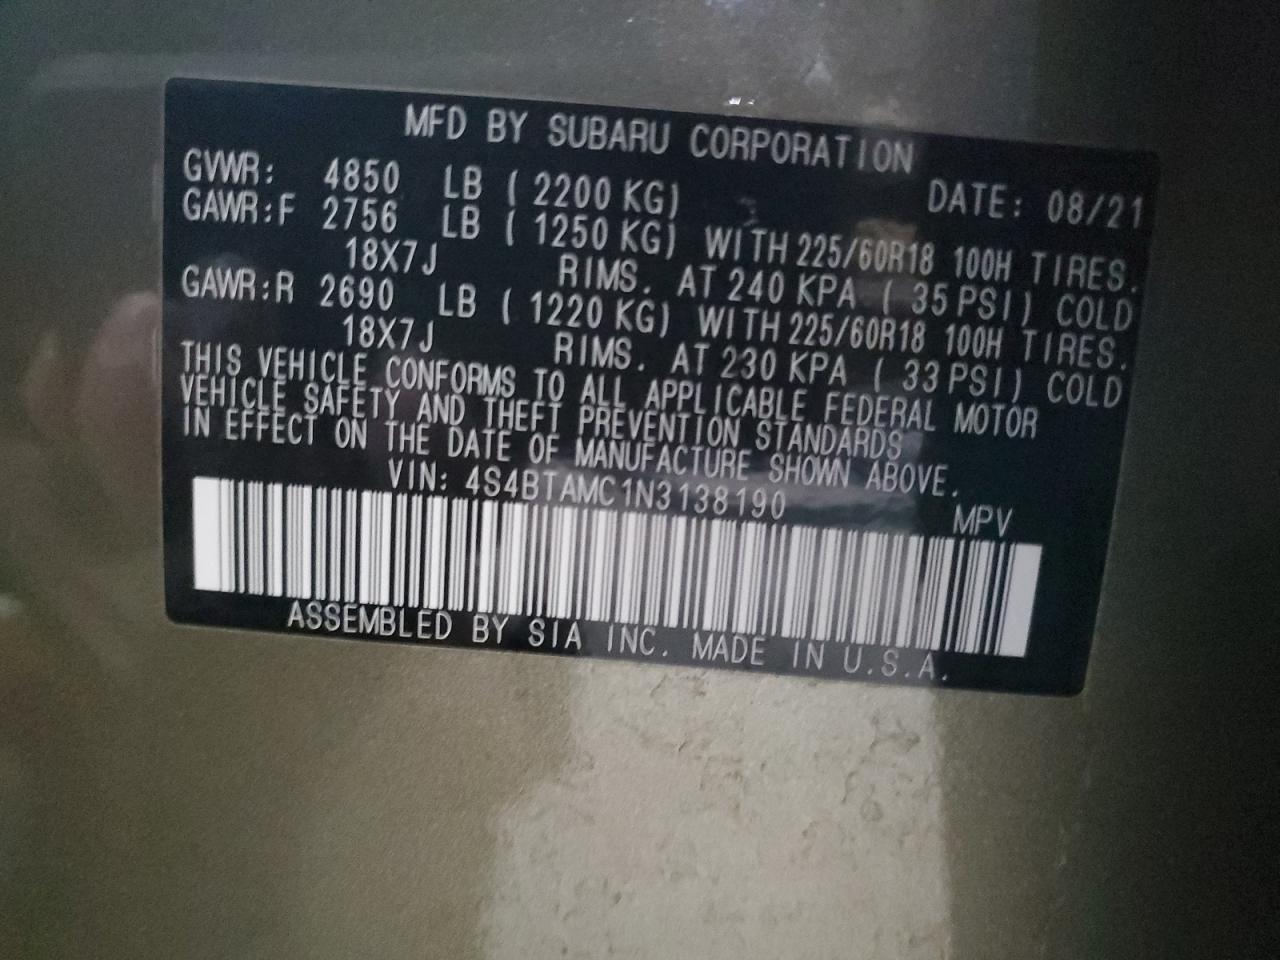 MFD BY SUBARU CORPORATION
GVWR: 4850 LB ( 2200 KG) DATE: 08/21
GAWR:F 2756 LB ( 1250 KG) WITH 225/60R18 100H TIRES.
18X7J RIMS. AT 240 KPA ( 35 PSI) COLD
GAWR:R 2690 LB ( 1220 KG) WITH 225/60R18 100H TIRES.
18X7J RIMS. AT 230 KPA ( 33 PSI) COLD
THIS VEHICLE CONFORMS TO ALL APPLICABLE FEDERAL MOTOR
VEHICLE SAFETY AND THEFT PREVENTION STANDARDS
IN EFFECT ON THE DATE OF MANUFACTURE SHOWN ABOVE.
VIN: 4S4BTAMC1N3138190 MPV
ASSEMBLED BY SIA INC. MADE IN U.S.A.